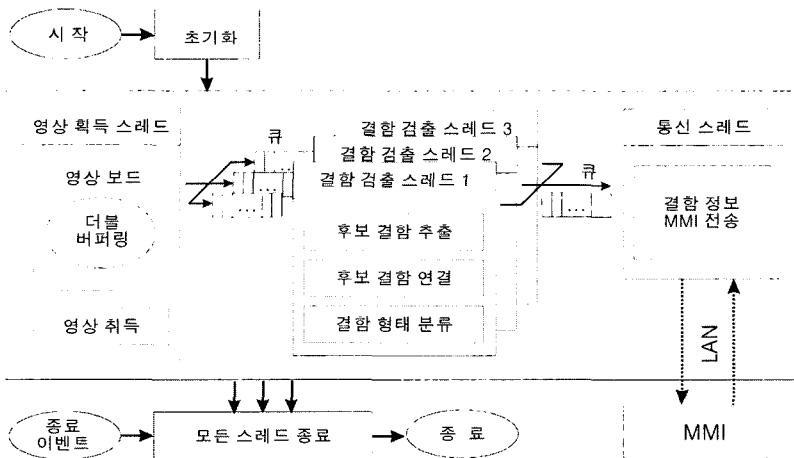 시 작
초기화
영상 획득 스레드
영상 보드
더블
버퍼링
영상 취득
큐
결함 검출 스레드 3
결함 검출 스레드 2
결함 검출 스레드 1
후보 결함 추출
후보 결함 연결
결함 형태 분류
큐
통신 스레드
결함 정보
MMI 전송
LAN
종료
이벤트
모든 스레드 종료
종 료
MMI